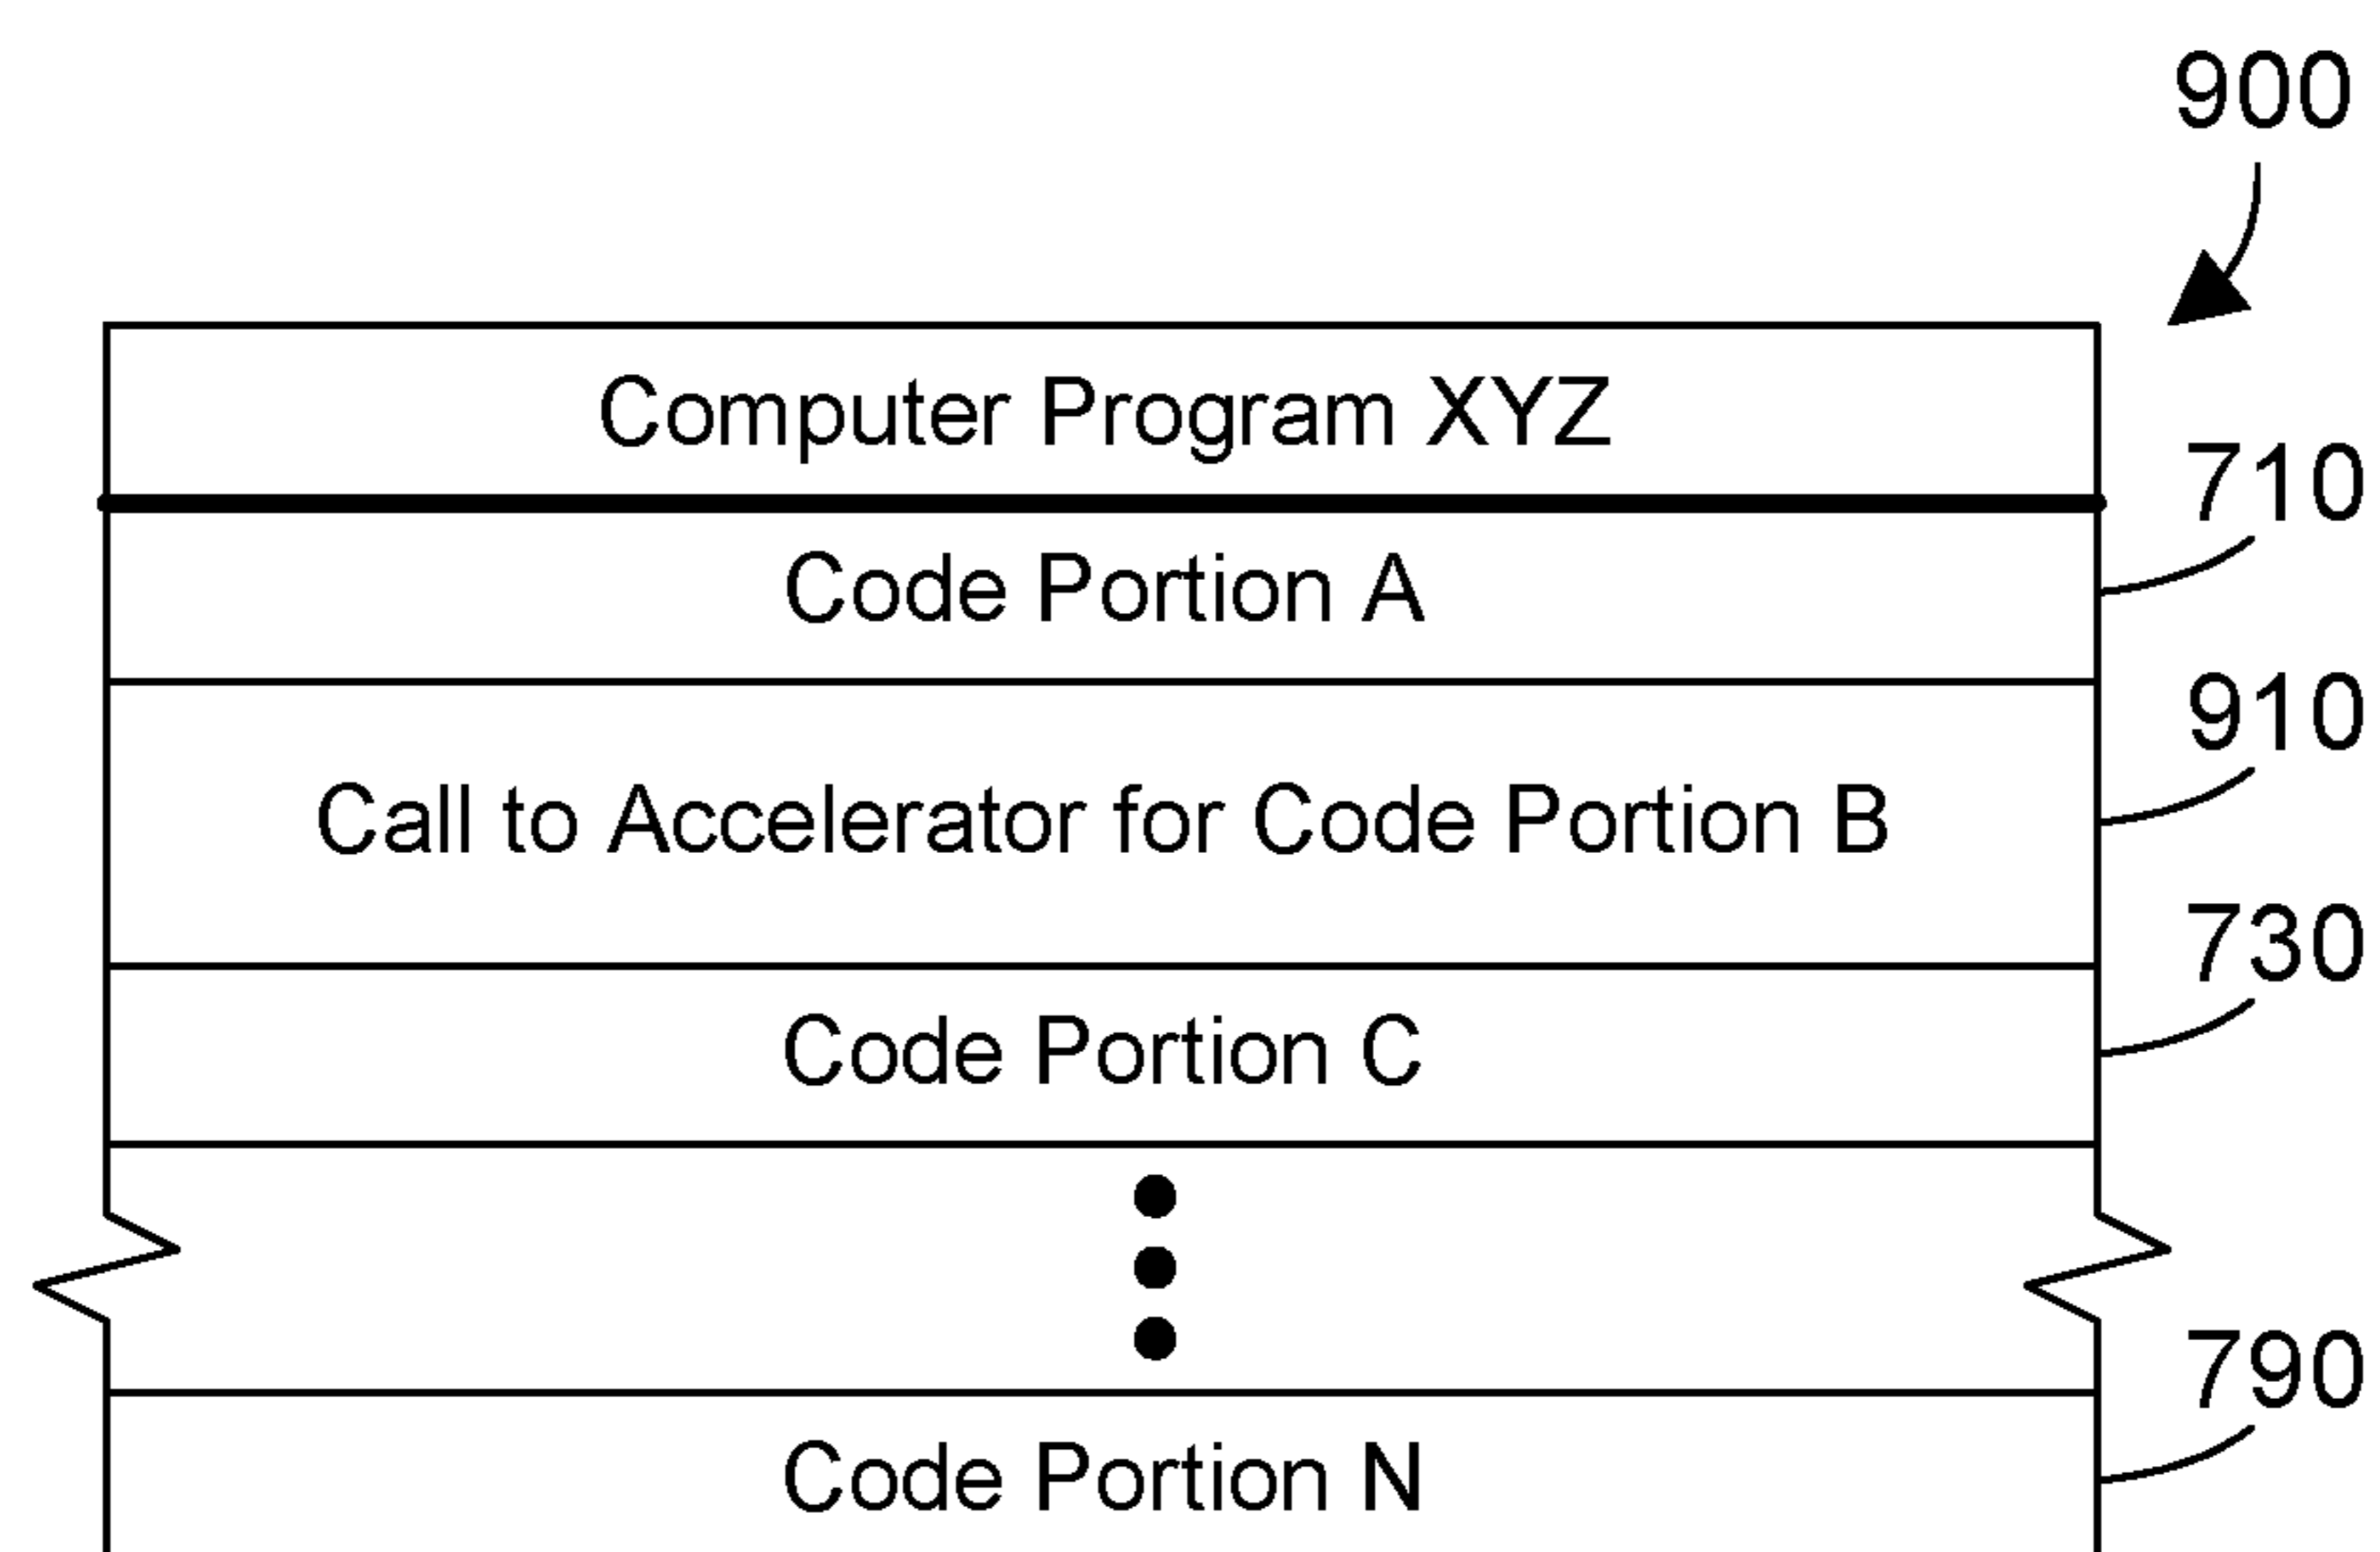 900
Computer Program XYZ
710
Code Portion A
910
Call to Accelerator for Code Portion B
730
Code Portion C
790
Code Portion N